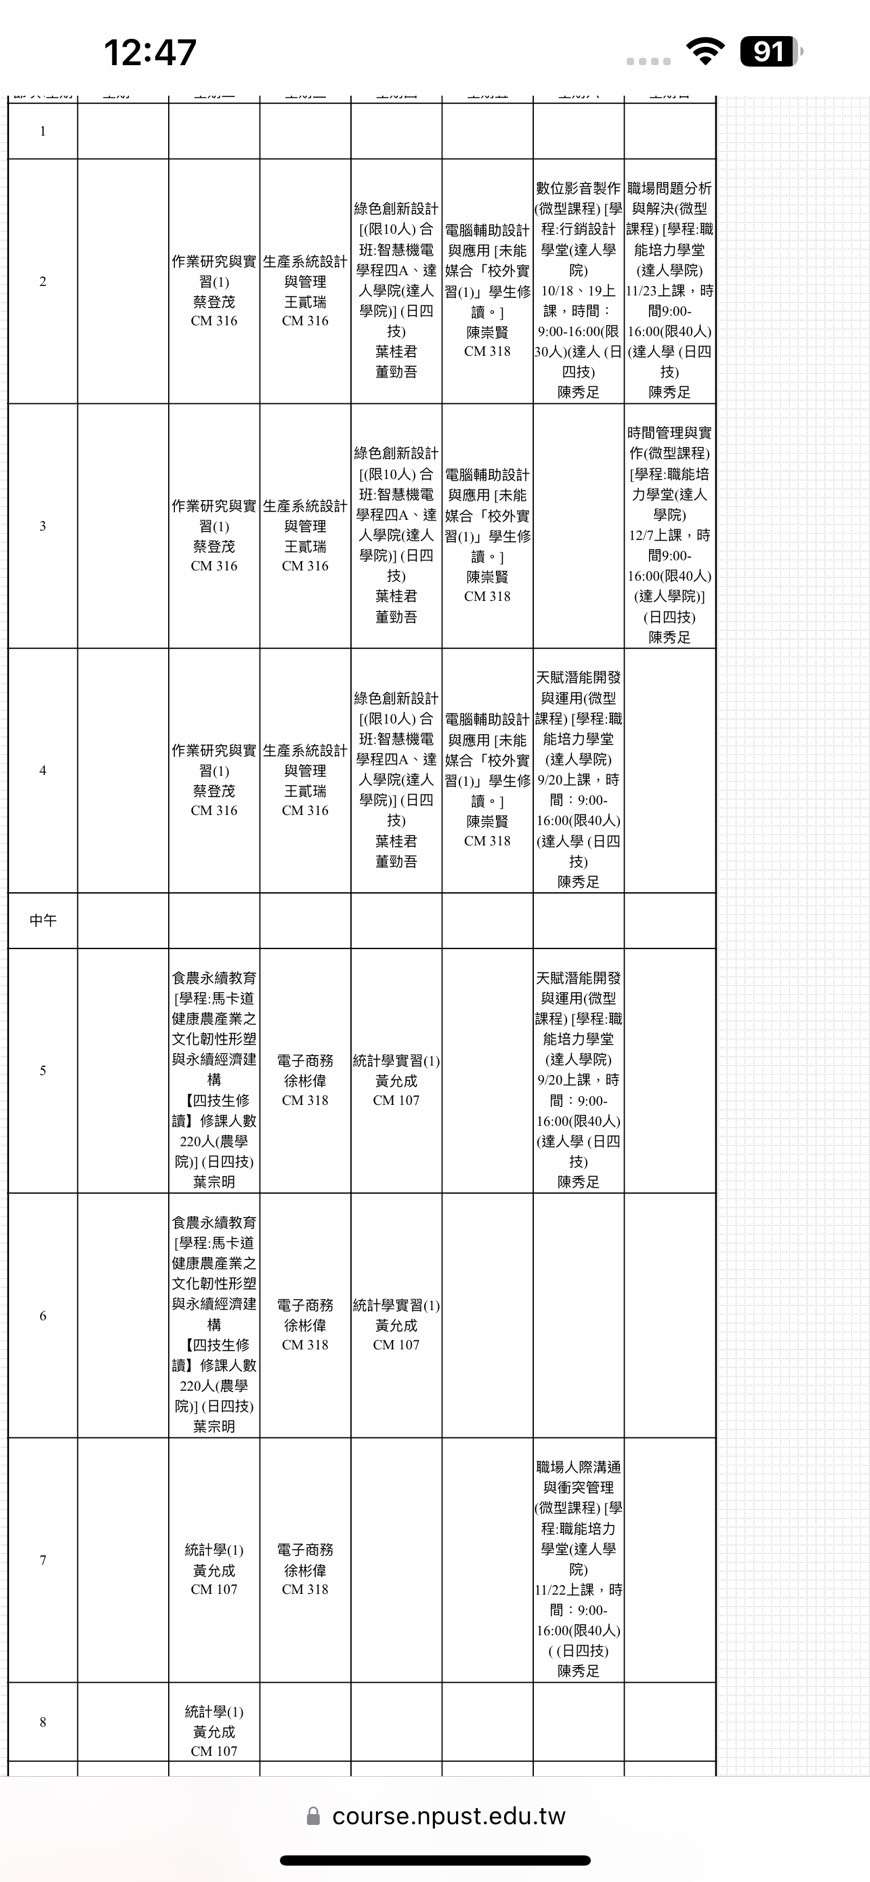 12:47
91
1
2
作業研究與實
習(1)
蔡登茂
CM 316
生產系統設計
與管理
王貳瑞
CM 316
綠色創新設計
[(限10人) 合
班:智慧機電
學程四A、達
人學院(達人
學院)] (日四
技)
葉桂君
董勁吾
電腦輔助設計
與應用 [未能
媒合「校外實
習(1)」學生修
讀。]
陳崇賢
CM 318
數位影音製作
(微型課程) [學
程:行銷設計
學堂(達人學
院)
10/18、19上
課，時間：
9:00-16:00(限
30人)(達人 (日
四技)
陳秀足
職場問題分析
與解決(微型
課程) [學程:職
能培力學堂
(達人學院)
11/23上課，時
間9:00-
16:00(限40人)
(達人學 (日四
技)
陳秀足
3
作業研究與實
習(1)
蔡登茂
CM 316
生產系統設計
與管理
王貳瑞
CM 316
綠色創新設計
[(限10人) 合
班:智慧機電
學程四A、達
人學院(達人
學院)] (日四
技)
葉桂君
董勁吾
電腦輔助設計
與應用 [未能
媒合「校外實
習(1)」學生修
讀。]
陳崇賢
CM 318
時間管理與實
作(微型課程)
[學程:職能培
力學堂(達人
學院)
12/7上課，時
間9:00-
16:00(限40人)
(達人學院)]
(日四技)
陳秀足
4
作業研究與實
習(1)
蔡登茂
CM 316
生產系統設計
與管理
王貳瑞
CM 316
綠色創新設計
[(限10人) 合
班:智慧機電
學程四A、達
人學院(達人
學院)] (日四
技)
葉桂君
董勁吾
電腦輔助設計
與應用 [未能
媒合「校外實
習(1)」學生修
讀。]
陳崇賢
CM 318
天賦潛能開發
與運用(微型
課程) [學程:職
能培力學堂
(達人學院)
9/20上課，時
間：9:00-
16:00(限40人)
(達人學 (日四
技)
陳秀足
中午
5
食農永續教育
[學程:馬卡道
健康農產業之
文化韌性形塑
與永續經濟建
構
【四技生修
讀】修課人數
220人(農學
院)] (日四技)
葉宗明
電子商務
徐彬偉
CM 318
統計學實習(1)
黃允成
CM 107
天賦潛能開發
與運用(微型
課程) [學程:職
能培力學堂
(達人學院)
9/20上課，時
間：9:00-
16:00(限40人)
(達人學 (日四
技)
陳秀足
6
食農永續教育
[學程:馬卡道
健康農產業之
文化韌性形塑
與永續經濟建
構
【四技生修
讀】修課人數
220人(農學
院)] (日四技)
葉宗明
電子商務
徐彬偉
CM 318
統計學實習(1)
黃允成
CM 107
7
統計學(1)
黃允成
CM 107
電子商務
徐彬偉
CM 318
職場人際溝通
與衝突管理
(微型課程) [學
程:職能培力
學堂(達人學
院)
11/22上課，時
間：9:00-
16:00(限40人)
( (日四技)
陳秀足
8
統計學(1)
黃允成
CM 107
course.npust.edu.tw